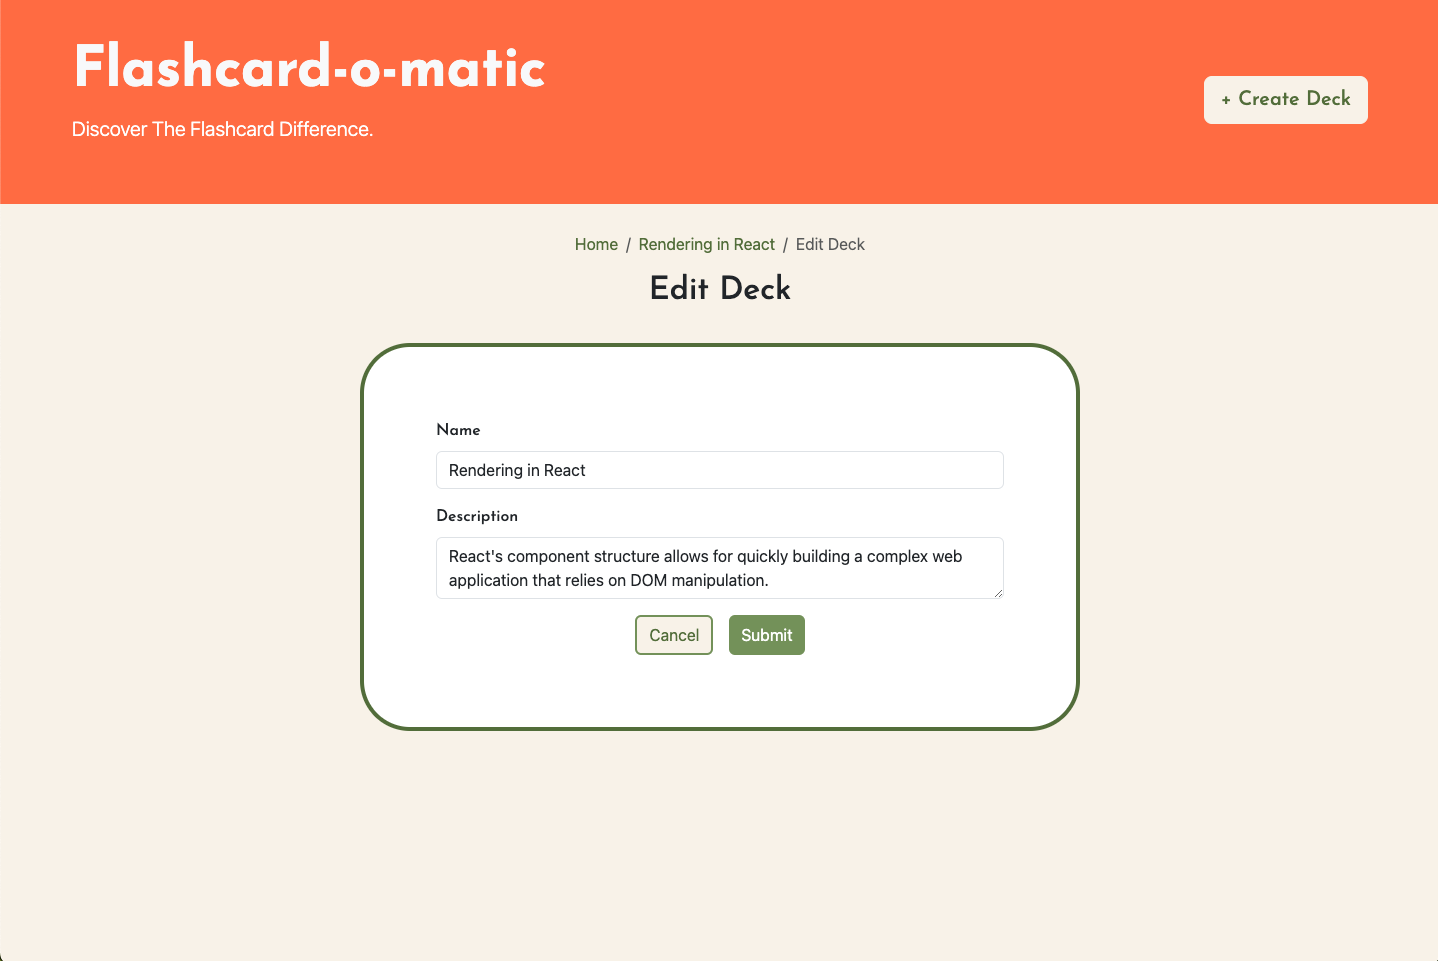 Flashcard-o-matic
Discover The Flashcard Difference.
+ Create Deck
Home / Rendering in React / Edit Deck
Edit Deck
Name
Rendering in React
Description
React's component structure allows for quickly building a complex web
application that relies on DOM manipulation.
Cancel Submit